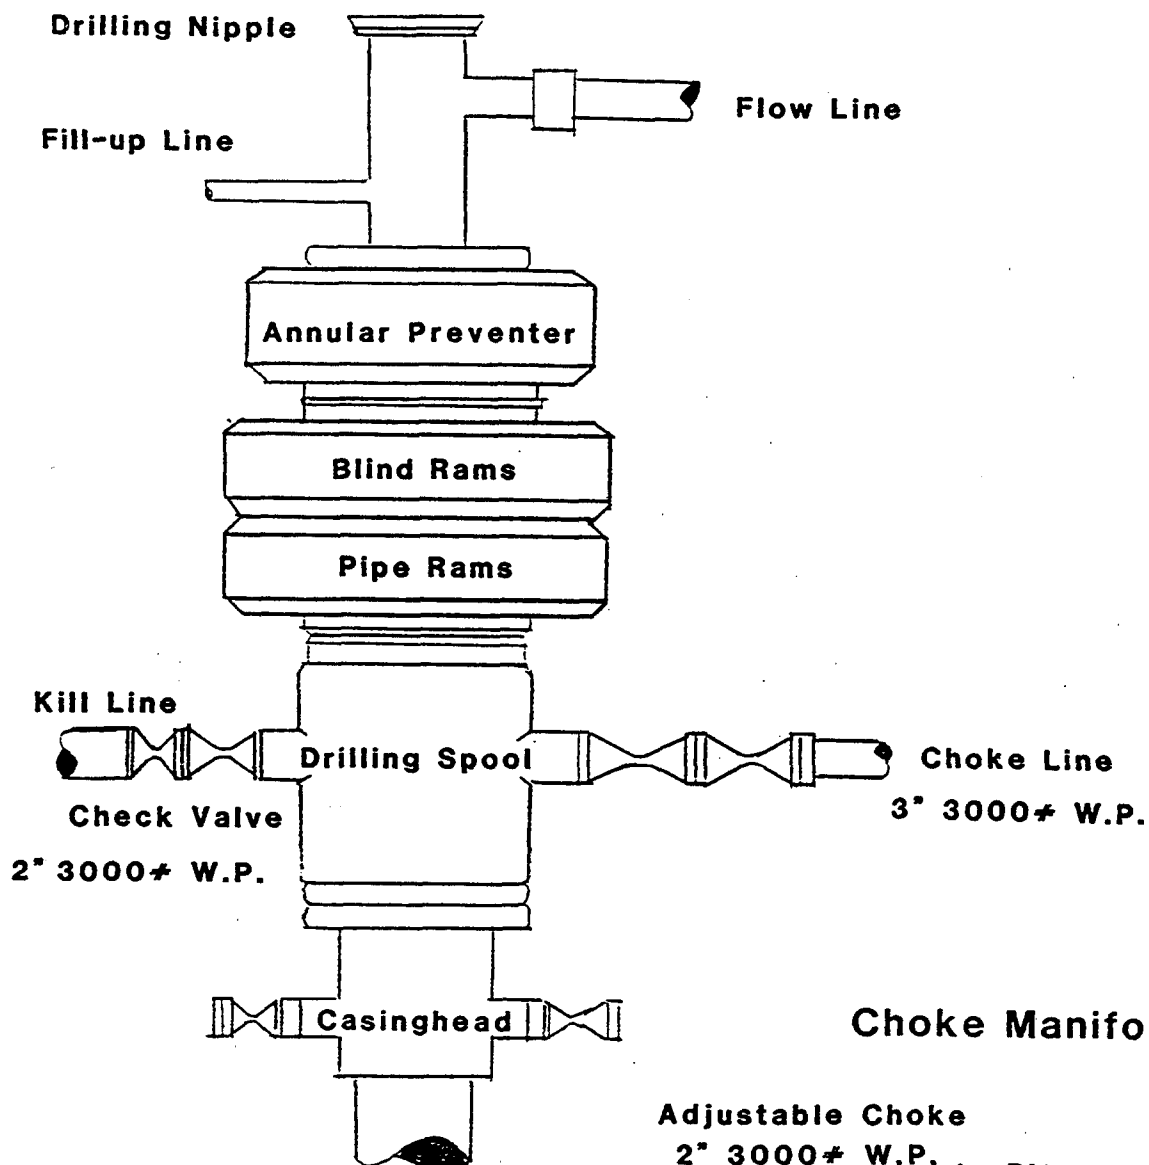 Drilling Nipple
Flow Line
Fill-up Line
Annular Preventer
Blind Rams
Pipe Rams
Kill Line
Drilling Spool
Choke Line
3" 3000# W.P.
Check Valve
2" 3000# W.P.
Casinghead
Choke Manifo
Adjustable Choke
2" 3000# W.P.